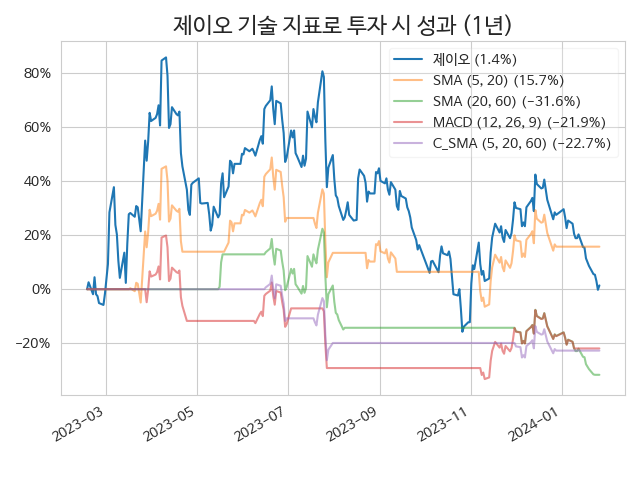 제이오 기술 지표로 투자 시 성과 (1년)
제이오 (1.4%)
SMA (5, 20) (15.7%)
SMA (20, 60) (−31.6%)
MACD (12, 26, 9) (−21.9%)
C_SMA (5, 20, 60) (−22.7%)
80%
60%
40%
20%
0%
−20%
2023−03
2023−05
2023−07
2023−09
2023−11
2024−01